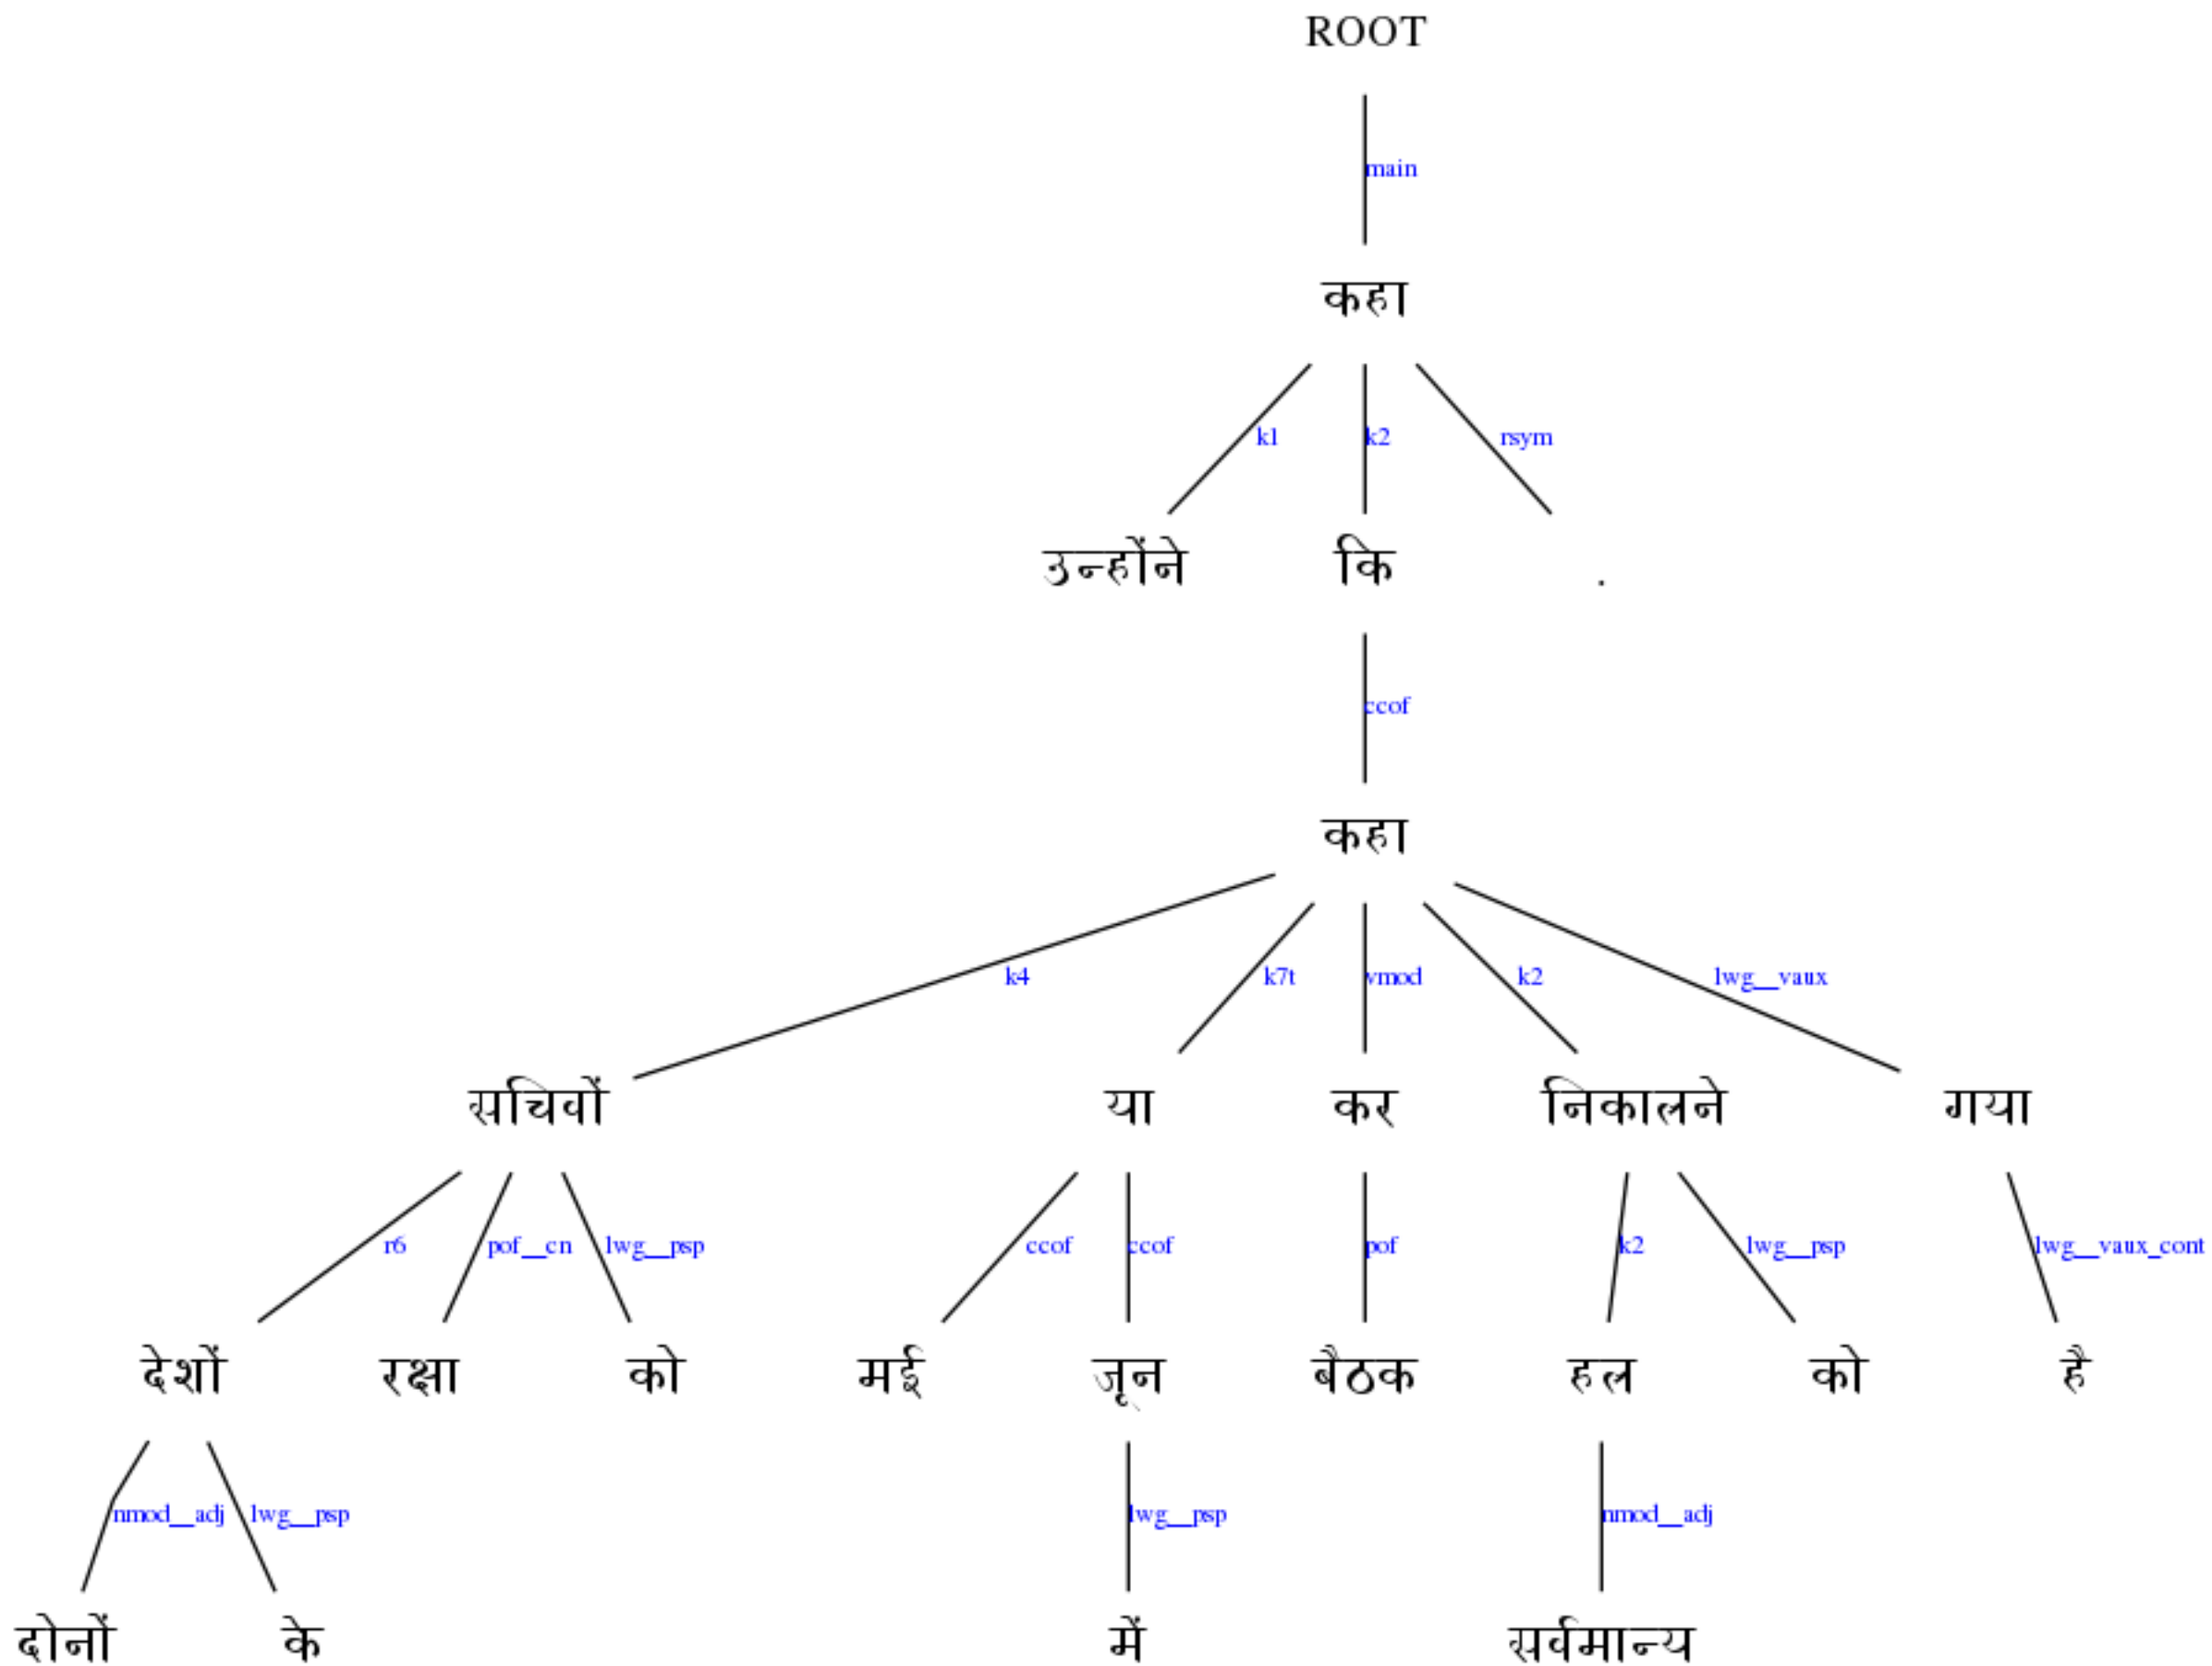 ROOT
main
कहा
k1 k2 rsym
उन्होंने कि .
ccof
कहा
k4 k7t vmod k2 lwg__vaux
सचिवों या कर निकालने गया
r6 pof__cn lwg__psp ccof ccof pof k2 lwg__psp lwg__vaux_cont
देशों रक्षा को मई जून बैठक हल को है
nmod__adj lwg__psp lwg__psp nmod__adj
दोनों के में सर्वमान्य